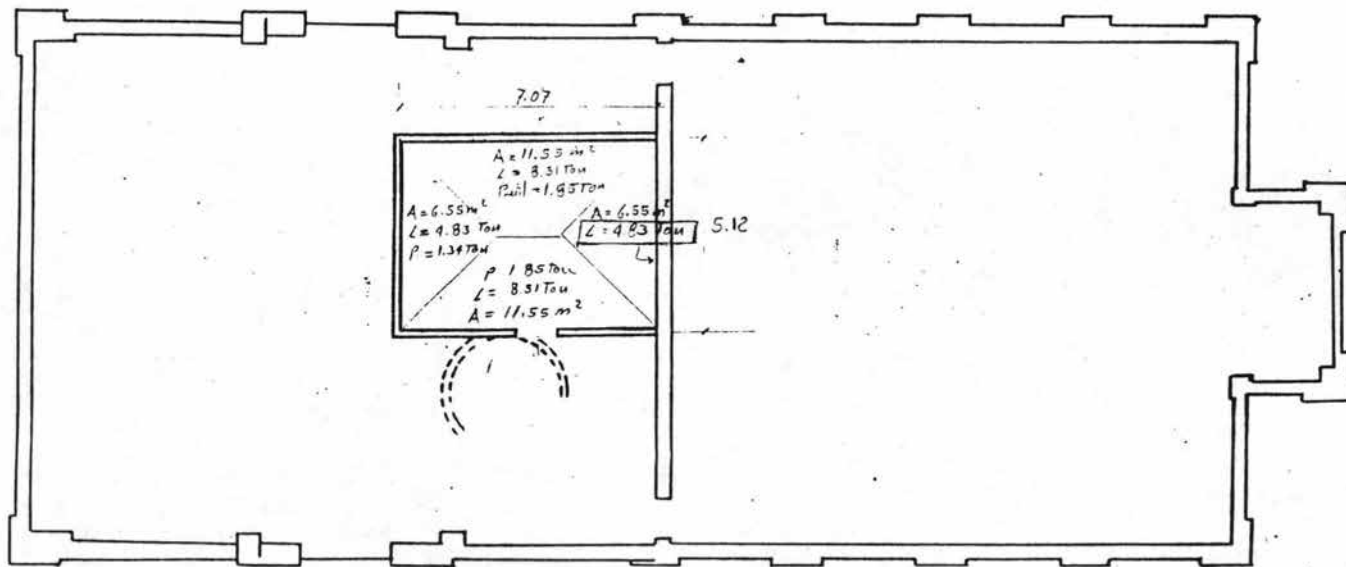 7.07
A = 11.55 m²
L = 8.31 Ton
Pwil = 1.85 Ton
A = 6.55 m²
L = 4.83 Ton
P = 1.34 Ton
A = 6.55 m²
L = 4.83 Ton
5.12
P 1 85 Ton
L = 8 31 Ton
A = 11.55 m²